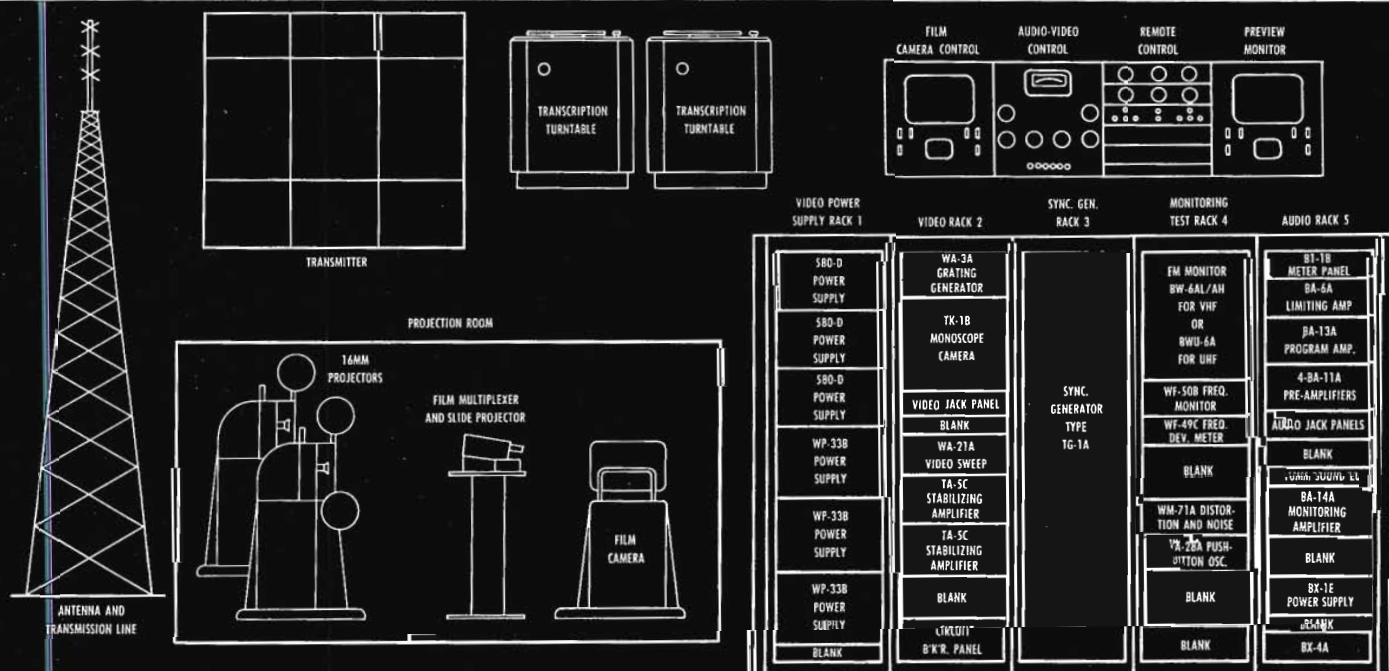 FILM
CAMERA CONTROL
AUDIO-VIDEO
CONTROL
REMOTE
CONTROL
PREVIEW
MONITOR
TRANSCRIPTION
TURNTABLE
TRANSCRIPTION
TURNTABLE
TRANSMITTER
ANTENNA AND
TRANSMISSION LINE
PROJECTION ROOM
16MM
PROJECTORS
FILM MULTIPLEXER
AND SLIDE PROJECTOR
FILM
CAMERA
VIDEO POWER
SUPPLY RACK 1
580-D
POWER
SUPPLY
580-D
POWER
SUPPLY
580-D
POWER
SUPPLY
WP-33B
POWER
SUPPLY
WP-33B
POWER
SUPPLY
WP-33B
POWER
SUPPLY
BLANK
VIDEO RACK 2
WA-3A
GRATING
GENERATOR
TK-1B
MONOSCOPE
CAMERA
VIDEO JACK PANEL
BLANK
WA-21A
VIDEO SWEEP
TA-5C
STABILIZING
AMPLIFIER
TA-5C
STABILIZING
AMPLIFIER
BLANK
CIRCUIT
B'K'R. PANEL
SYNC. GEN.
RACK 3
SYNC.
GENERATOR
TYPE
TG-1A
MONITORING
TEST RACK 4
FM MONITOR
BW-6AL/AH
FOR VHF
OR
BWU-6A
FOR UHF
WF-50B FREQ.
MONITOR
WF-49C FREQ.
DEV. METER
BLANK
WM-71A DISTOR-
TION AND NOISE
PUSH-
OSC.
BLANK
BLANK
AUDIO RACK 5
BI-1B
METER PANEL
BA-6A
LIMITING AMP
BA-13A
PROGRAM AMP.
4-BA-11A
PRE-AMPLIFIERS
AUDIO JACK PANELS
BLANK
SOUND
BA-14A
MONITORING
AMPLIFIER
BLANK
BX-1E
POWER SUPPLY
BLANK
BX-4A